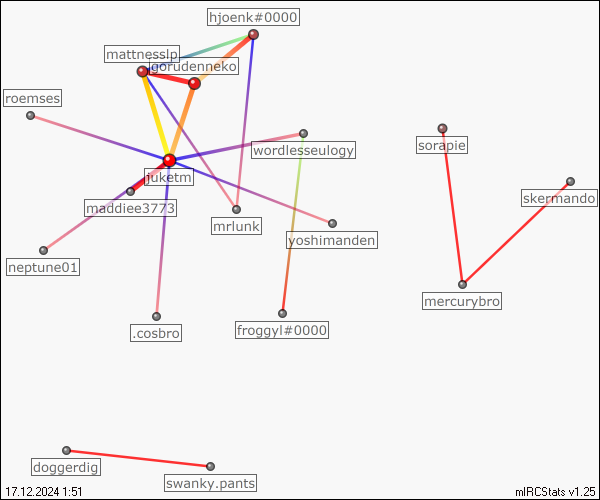 hjoenk#0000
mattnesslp
gorudenneko
roemses
sorapie
wordlesseulogy
juketm
skermando
maddiee3773
mrlunk
yoshimanden
neptune01
mercurybro
.cosbro
froggyl#0000
doggerdig
swanky.pants
17.12.2024 1:51
mIRCStats v1.25